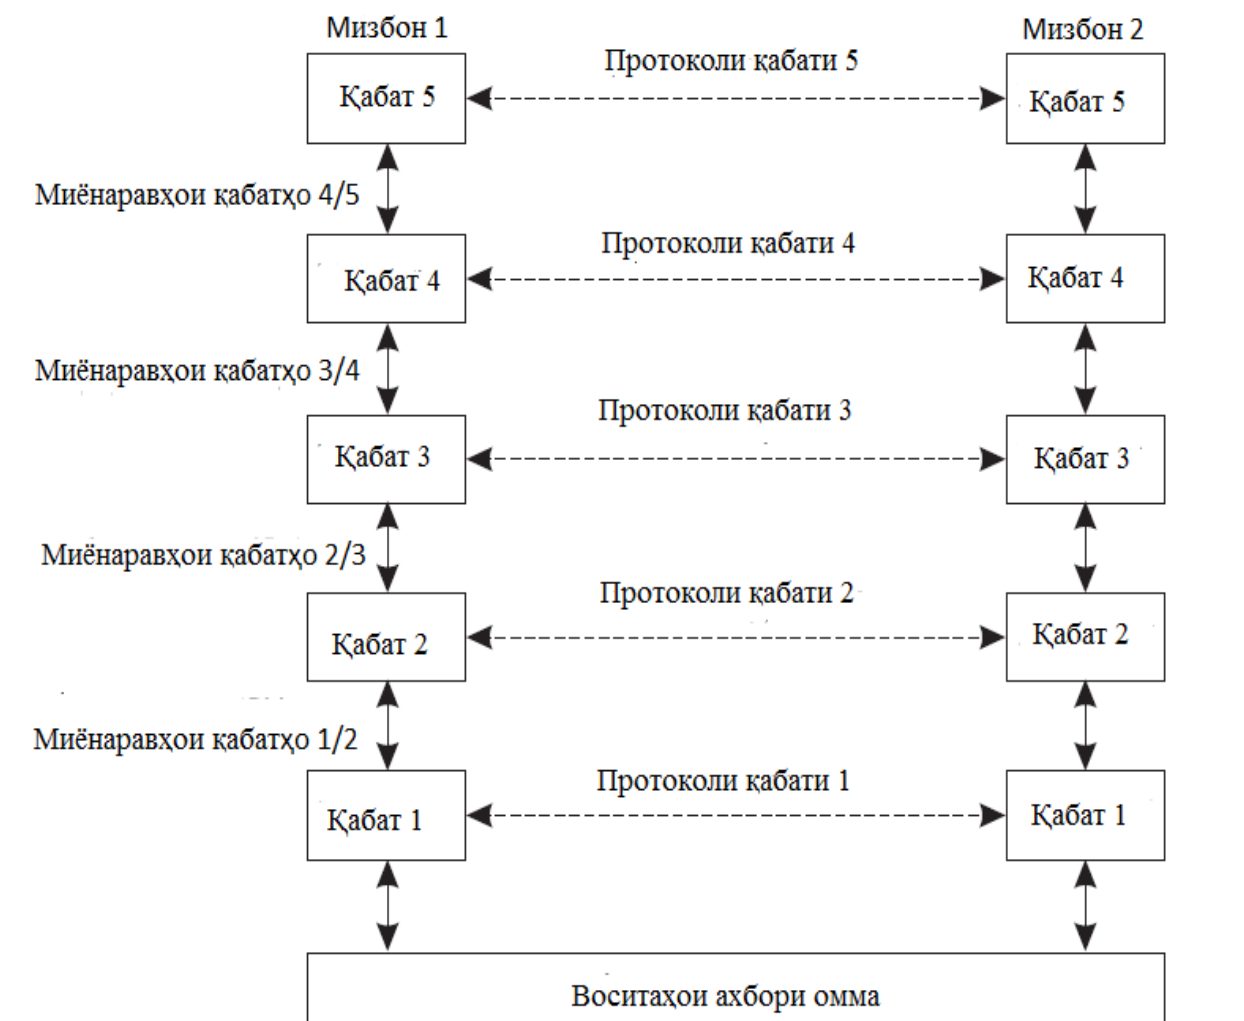 Мизбон 1
Мизбон 2
Протоколи қабати 5
Қабат 5
Қабат 5
Миёнаравҳои қабатҳо 4/5
Протоколи қабати 4
Қабат 4
Қабат 4
Миёнаравҳои қабатҳо 3/4
Протоколи қабати 3
Қабат 3
Қабат 3
Миёнаравҳои қабатҳо 2/3
Протоколи қабати 2
Қабат 2
Қабат 2
Миёнаравҳои қабатҳо 1/2
Протоколи қабати 1
Қабат 1
Қабат 1
Воситаҳои ахбори омма